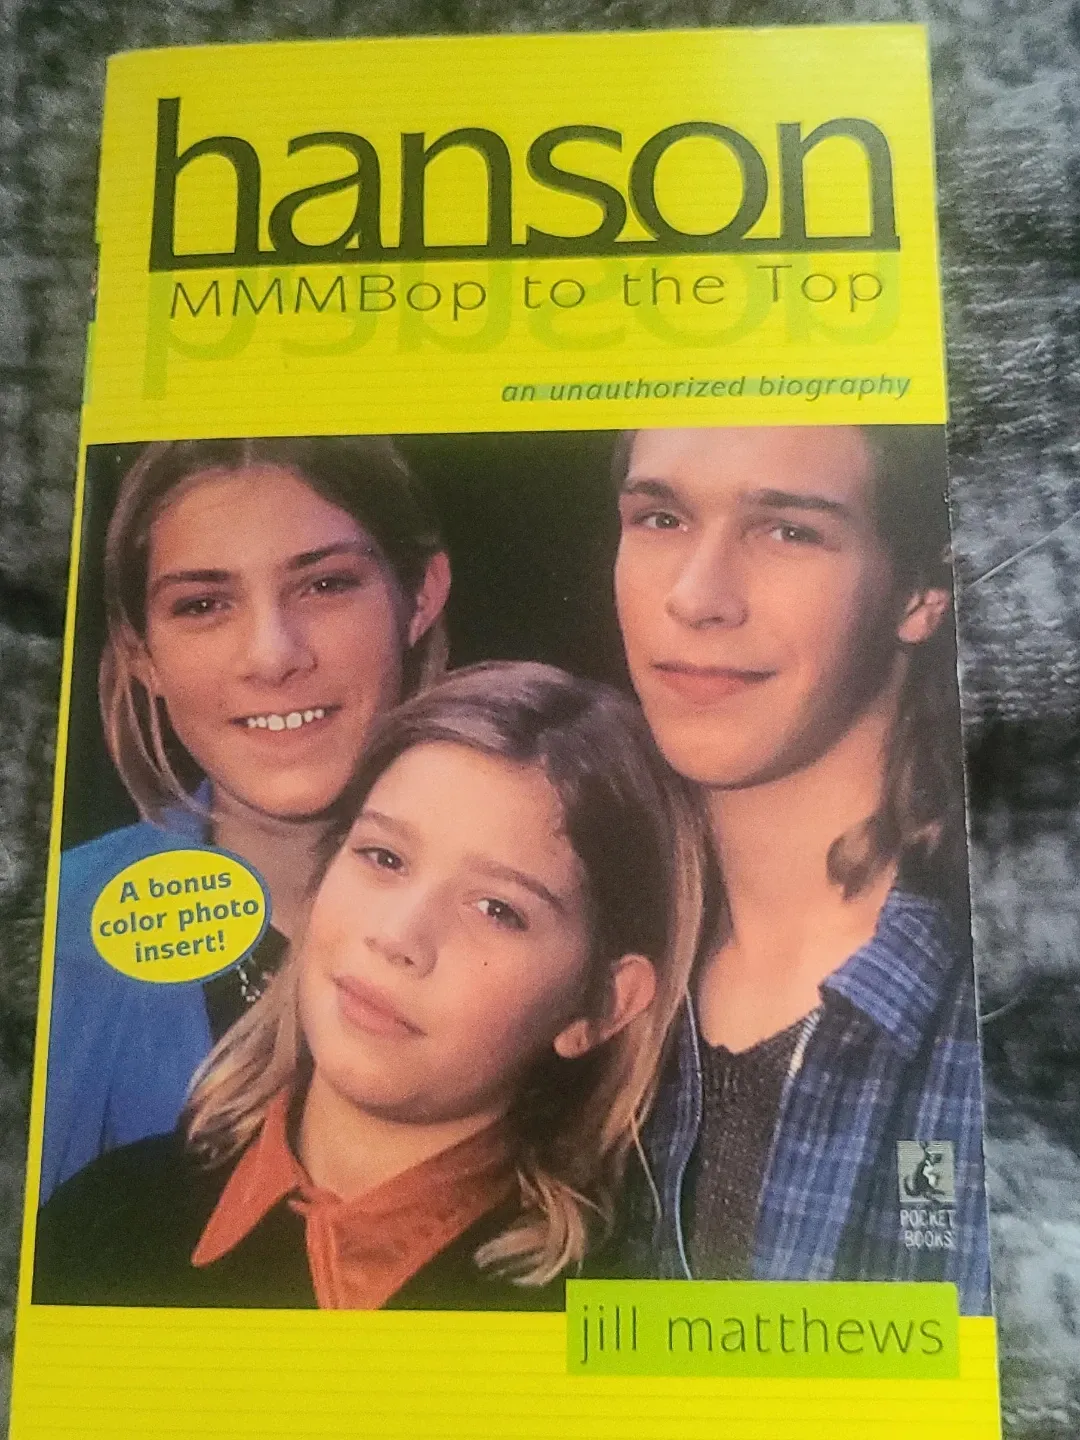 hanson
MMMBop to the Top
an unauthorized biography
A bonus
color photo
insert!
POCKET
BOOKS
jill matthews